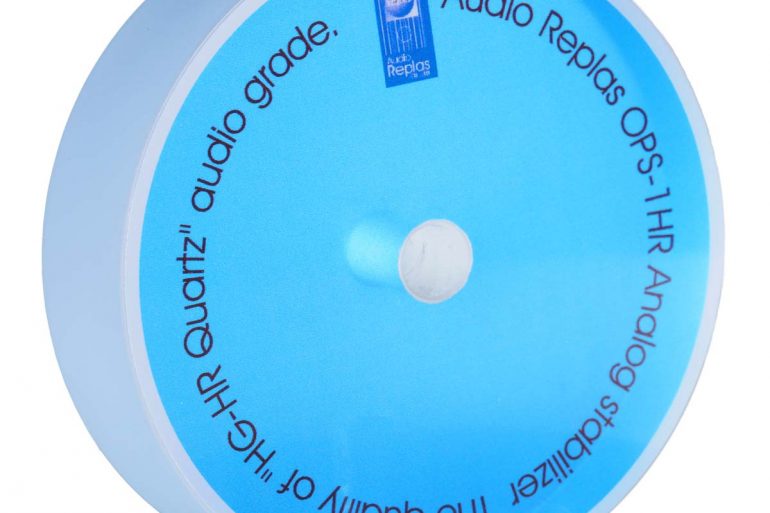 Audio Replas OPS-1HR Analog stabilizer The quality of "HG-HR Quartz" audio grade.
Audio
Replas